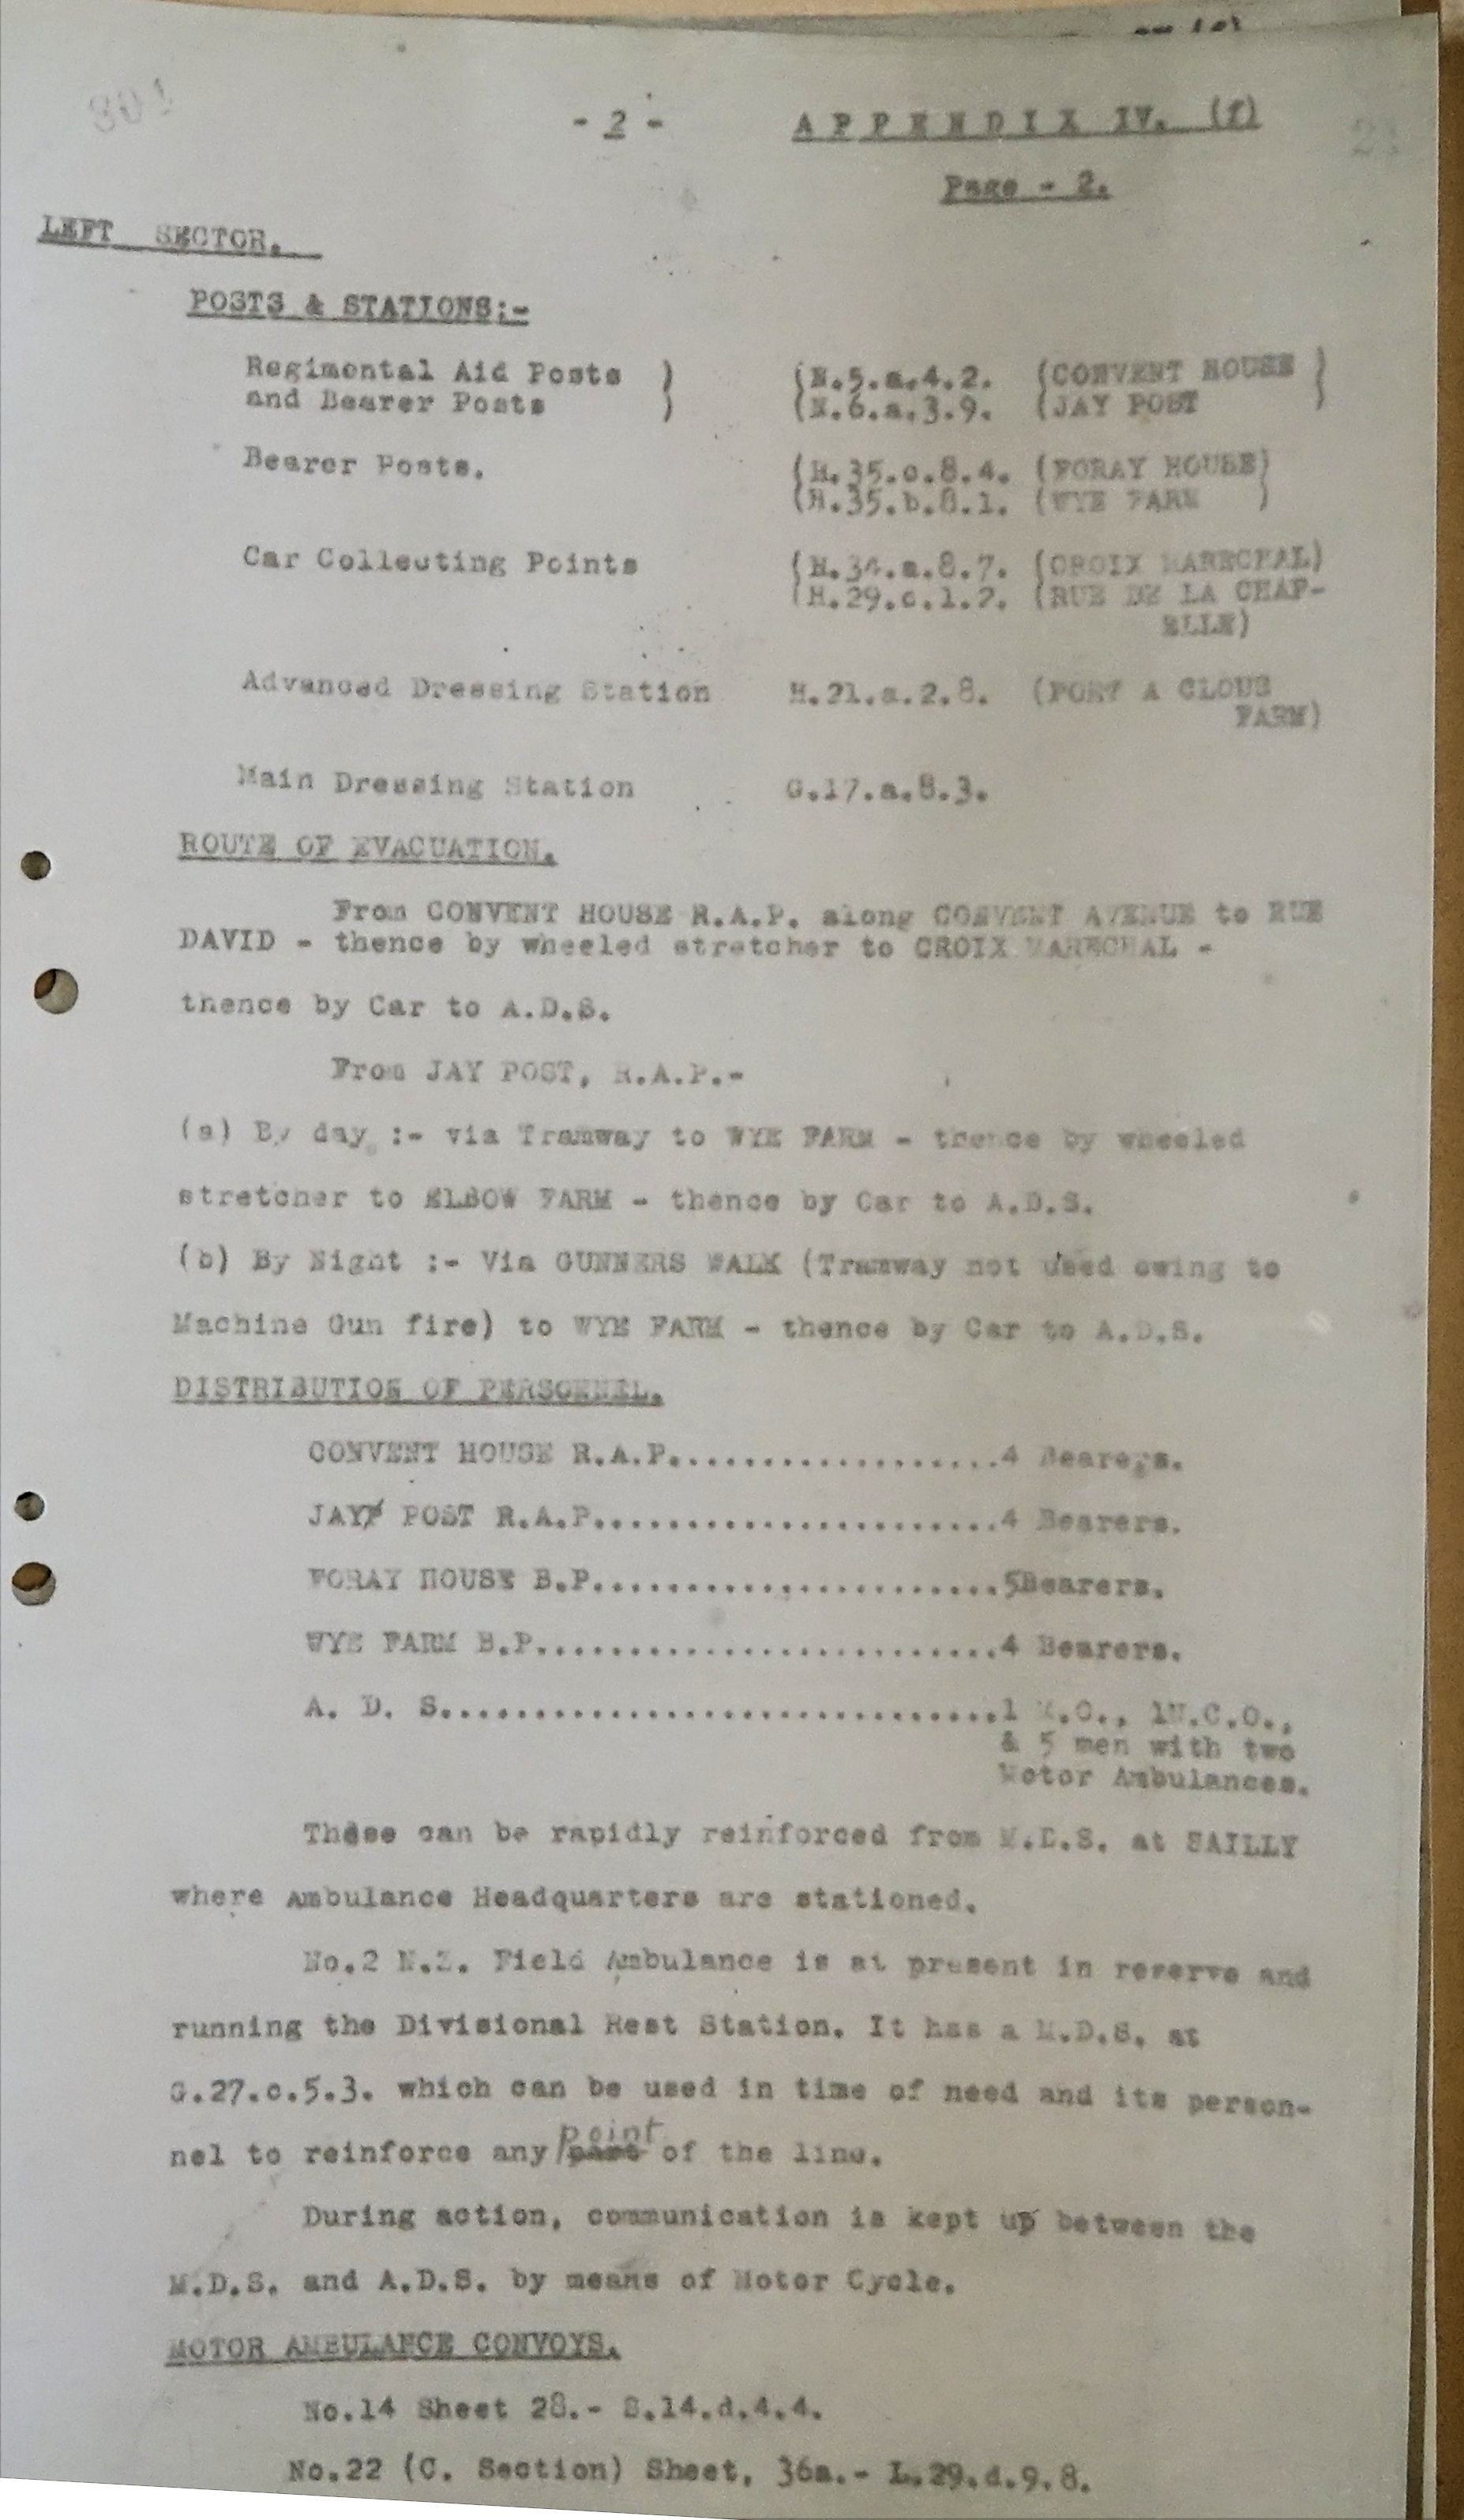 301
- 2 - APPENDIX IV. (f)
21
Page - 2.
LEFT SECTOR.
POSTS & STATIONS:-
Regimental Aid Posts ) (N.5.a.4.2. (CONVENT HOUSE )
and Bearer Posts ) (N.6.a.3.9. (JAY POST )
Bearer Posts. (H.35.c.8.4. (FORAY HOUSE)
(H.35.b.8.1. (WYE FARM )
Car Collecting Points (H.34.a.8.7. (CROIX MARECHAL)
(H.29.c.1.2. (RUE DE LA CHAP-
ELLE)
Advanced Dressing Station H.21.a.2.8. (FORT A CLOUS
FARM)
Main Dressing Station G.17.a.8.3.
ROUTE OF EVACUATION.
From CONVENT HOUSE R.A.P. along CONVENT AVENUE to RUE
DAVID - thence by wheeled stretcher to CROIX MARECHAL -
thence by Car to A.D.S.
From JAY POST, R.A.P.-
(a) By day :- via Tramway to WYE FARM - thence by wheeled
stretcher to ELBOW FARM - thence by Car to A.D.S.
(b) By Night :- Via GUNNERS WALK (Tramway not used owing to
Machine Gun fire) to WYE FARM - thence by Car to A.D.S.
DISTRIBUTION OF PERSONNEL.
CONVENT HOUSE R.A.P...................4 Bearers.
JAY POST R.A.P........................4 Bearers.
FORAY HOUSE B.P........................5Bearers.
WYE FARM B.P...........................4 Bearers.
A. D. S................................1 M.O., 1N.C.O.,
& 5 men with two
Motor Ambulances.
These can be rapidly reinforced from M.D.S. at SAILLY
where Ambulance Headquarters are stationed.
No.2 N.Z. Field Ambulance is at present in reserve and
running the Divisional Rest Station. It has a M.D.S. at
G.27.c.5.3. which can be used in time of need and its person-
nel to reinforce any point of the line.
During action, communication is kept up between the
M.D.S. and A.D.S. by means of Motor Cycle.
MOTOR AMBULANCE CONVOYS.
No.14 Sheet 28.- S.14.d.4.4.
No.22 (C. Section) Sheet, 36a.- L.29.d.9.8.